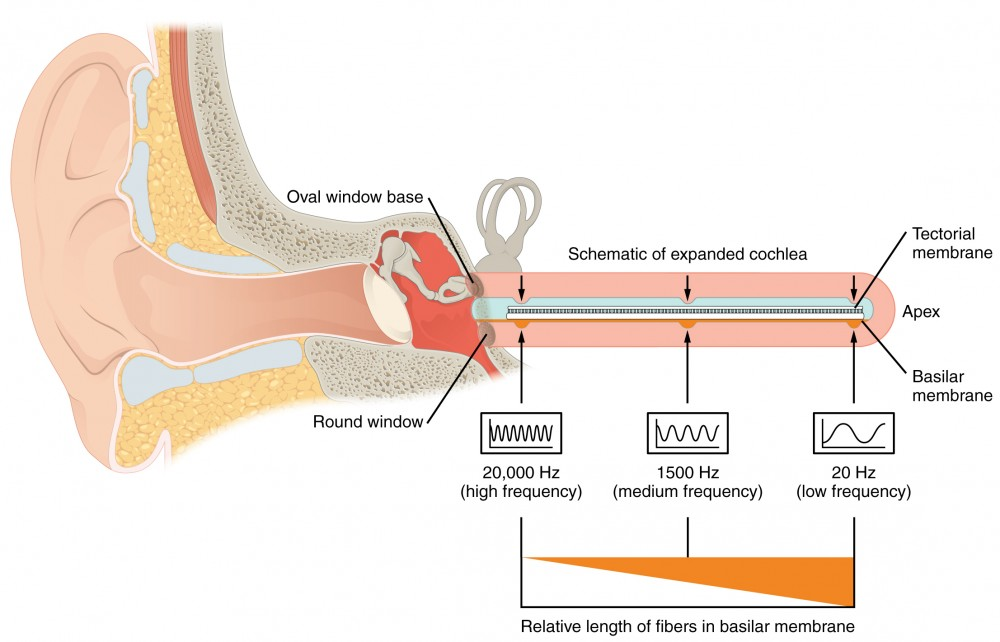 Oval window base
Schematic of expanded cochlea
Tectorial
membrane
Apex
Basilar
membrane
Round window
20,000 Hz
(high frequency)
1500 Hz
(medium frequency)
20 Hz
(low frequency)
Relative length of fibers in basilar membrane